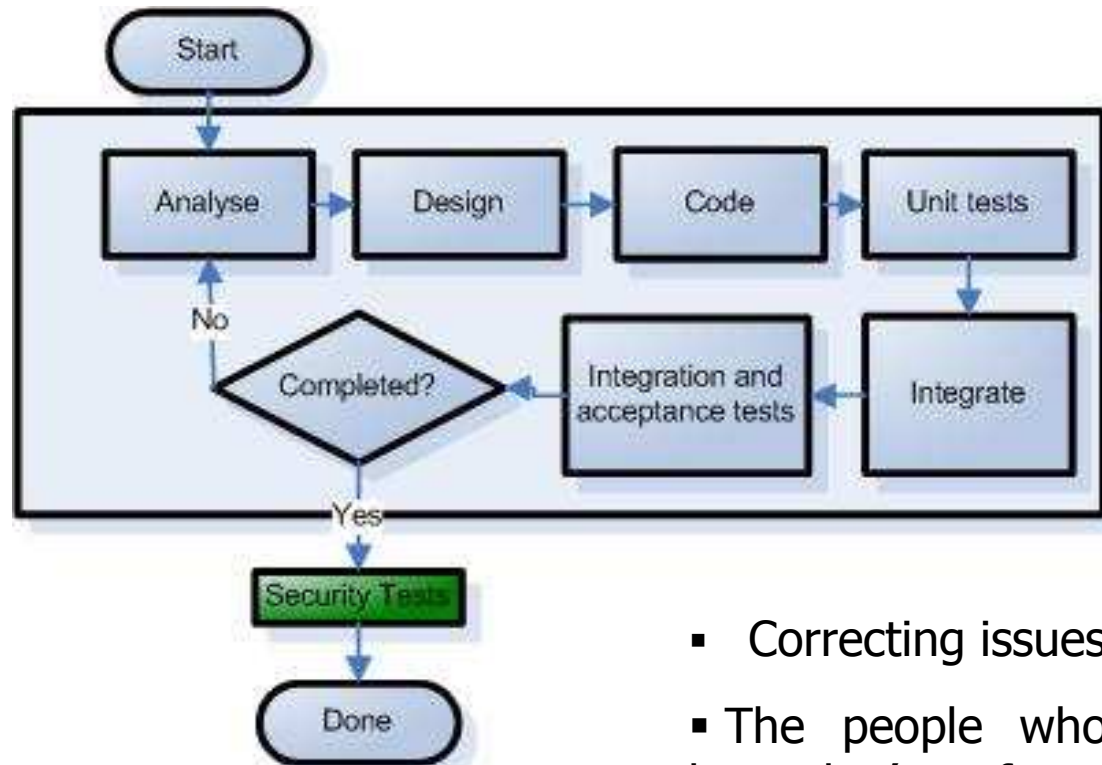 Start
Analyse
Design
Code
Unit tests
No
Completed?
Integration and
acceptance tests
Integrate
Yes
Security Tests
Done
▪ Correcting issues
▪ The people who